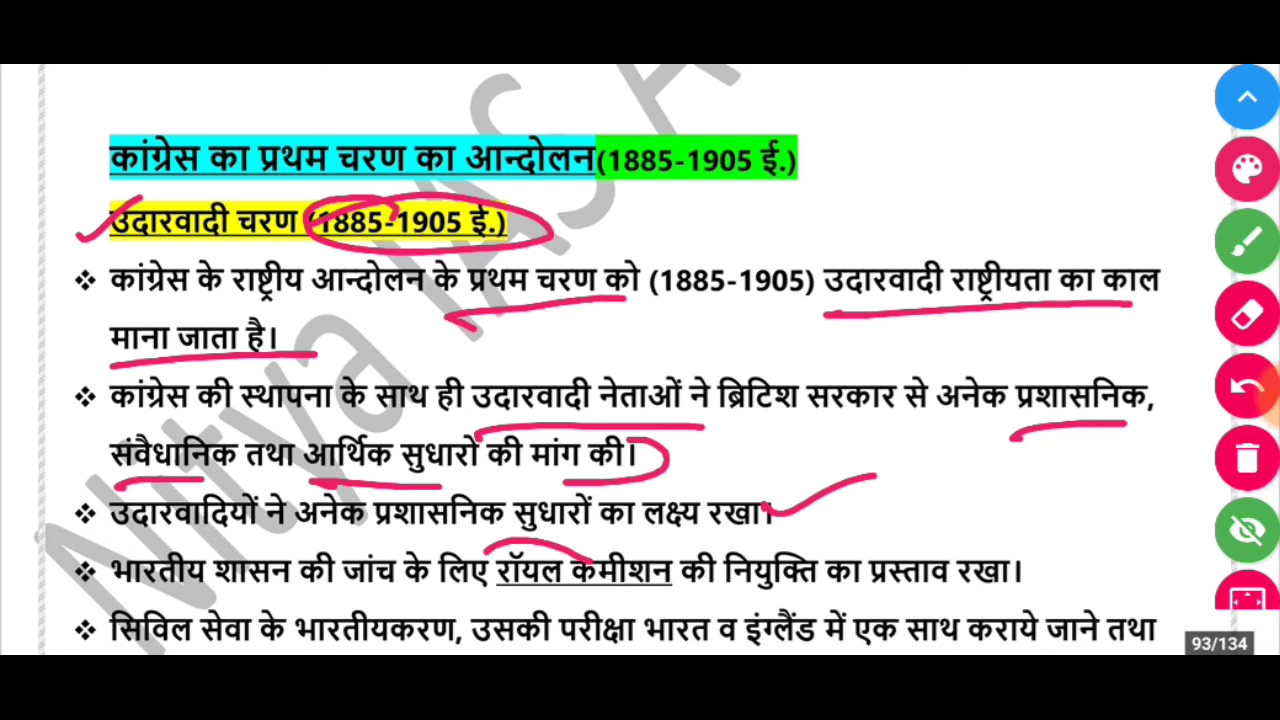 कांग्रेस का प्रथम चरण का आन्दोलन(1885-1905 ई.)
उदारवादी चरण (1885-1905 ई.)
❖ कांग्रेस के राष्ट्रीय आन्दोलन के प्रथम चरण को (1885-1905) उदारवादी राष्ट्रीयता का काल
माना जाता है।
❖ कांग्रेस की स्थापना के साथ ही उदारवादी नेताओं ने ब्रिटिश सरकार से अनेक प्रशासनिक,
संवैधानिक तथा आर्थिक सुधारो की मांग की।
❖ उदारवादियों ने अनेक प्रशासनिक सुधारों का लक्ष्य रखा।
❖ भारतीय शासन की जांच के लिए रॉयल कमीशन की नियुक्ति का प्रस्ताव रखा।
❖ सिविल सेवा के भारतीयकरण, उसकी परीक्षा भारत व इंग्लैंड में एक साथ कराये जाने तथा
93/134
Nitya IAS A